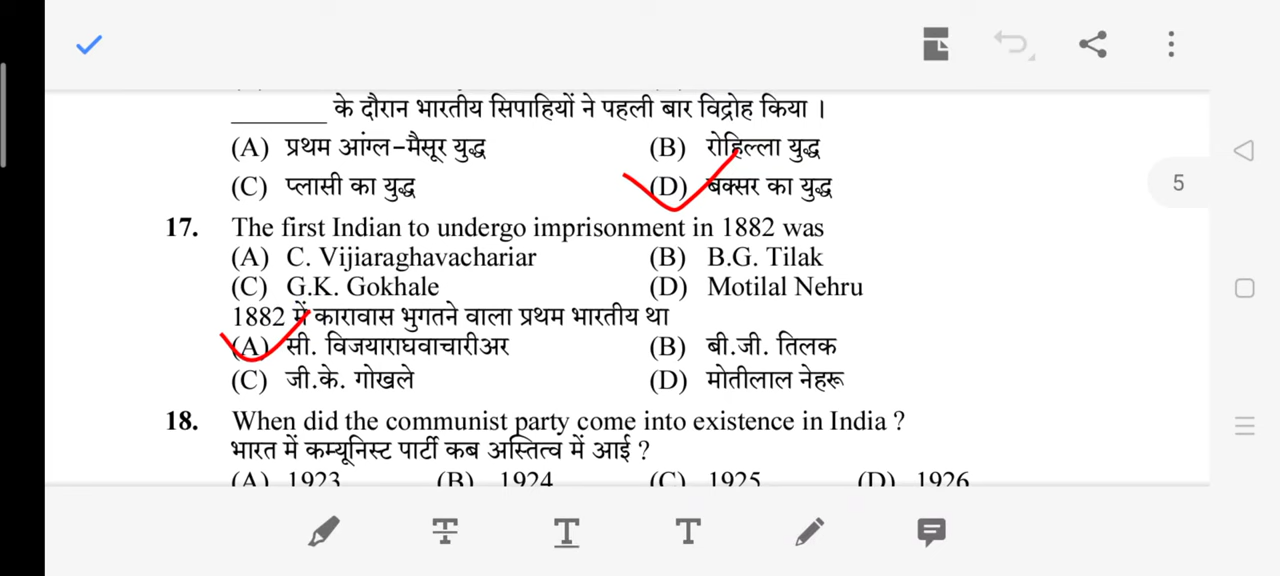 _______ के दौरान भारतीय सिपाहियों ने पहली बार विद्रोह किया ।
(A) प्रथम आंग्ल-मैसूर युद्ध (B) रोहिल्ला युद्ध
(C) प्लासी का युद्ध (D) बक्सर का युद्ध
5
17. The first Indian to undergo imprisonment in 1882 was
(A) C. Vijiaraghavachariar (B) B.G. Tilak
(C) G.K. Gokhale (D) Motilal Nehru
1882 में कारावास भुगतने वाला प्रथम भारतीय था
(A) सी. विजयाराघवाचारीअर (B) बी.जी. तिलक
(C) जी.के. गोखले (D) मोतीलाल नेहरू
18. When did the communist party come into existence in India ?
भारत में कम्यूनिस्ट पार्टी कब अस्तित्व में आई ?
(A) 1923 (B) 1924 (C) 1925 (D) 1926
T T T